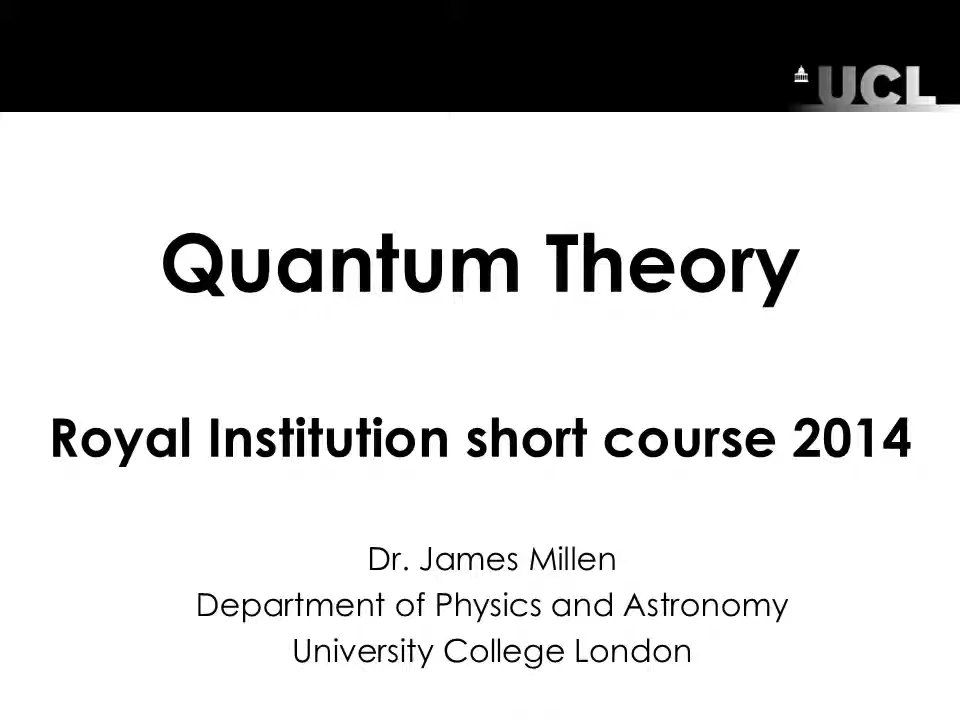 UCL
Quantum Theory
Royal Institution short course 2014
Dr. James Millen
Department of Physics and Astronomy
University College London